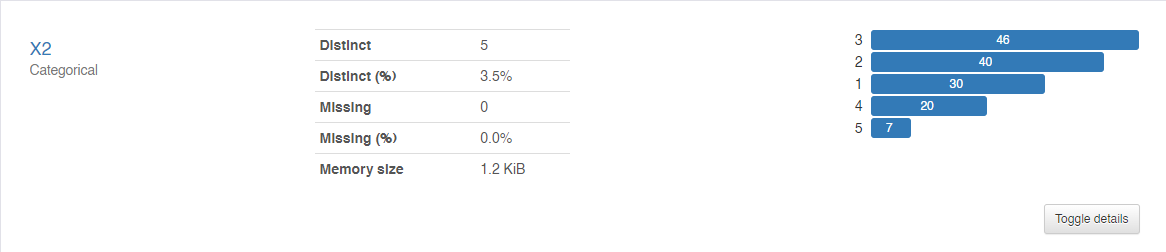 X2
Categorical
Distinct 5
Distinct (%) 3.5%
Missing 0
Missing (%) 0.0%
Memory size 1.2 KiB
3 46
2 40
1 30
4 20
5 7
Toggle details